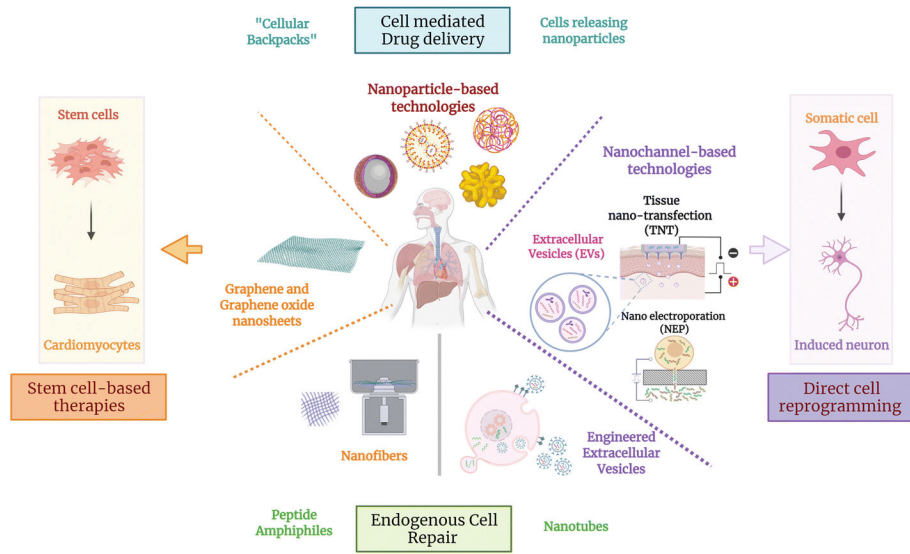 "Cellular
Backpacks"
Cell mediated
Drug delivery
Cells releasing
nanoparticles
Nanoparticle-based
technologies
Stem cells
Cardiomyocytes
Stem cell-based
therapies
Graphene and
Graphene oxide
nanosheets
Nanochannel-based
technologies
Tissue
nano-transfection
(TNT)
Extracellular
Vesicles (EVs)
Nano electroporation
(NEP)
Somatic cell
Induced neuron
Direct cell
reprogramming
Nanofibers
Engineered
Extracellular
Vesicles
Peptide
Amphiphiles
Endogenous Cell
Repair
Nanotubes